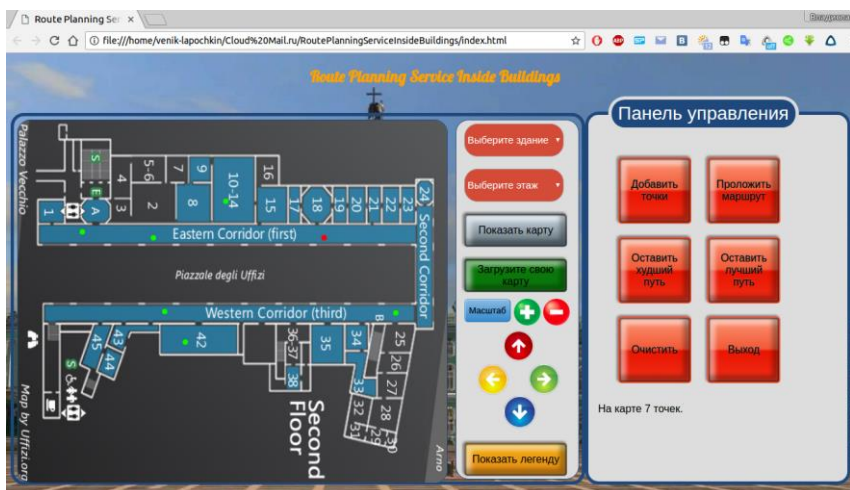 Route Planning Ser
file:///home/venik-lapochkin/Cloud%20Mail.ru/RoutePlanningServiceInsideBuildings/index.html
Route Planning Service Inside Buildings
Palazzo Vecchio
S
E
A
1
4
3
5-6
2
7
9
8
10-14
16
15
17
18
19
20
21
22
23
24
Second Corridor
Eastern Corridor (first)
Piazzale degli Uffizi
Western Corridor (third)
B
45
43
44
42
36-37
38
35
34
33
25
26
27
28
32
31
29
30
S
Second
Floor
Map by Uffizi.org
Arno
Выберите здание
Выберите этаж
Показать карту
Загрузите свою
карту
Масштаб
Показать легенду
Панель управления
Добавить
точки
Проложить
маршрут
Оставить
худший
путь
Оставить
лучший
путь
Очистить
Выход
На карте 7 точек.